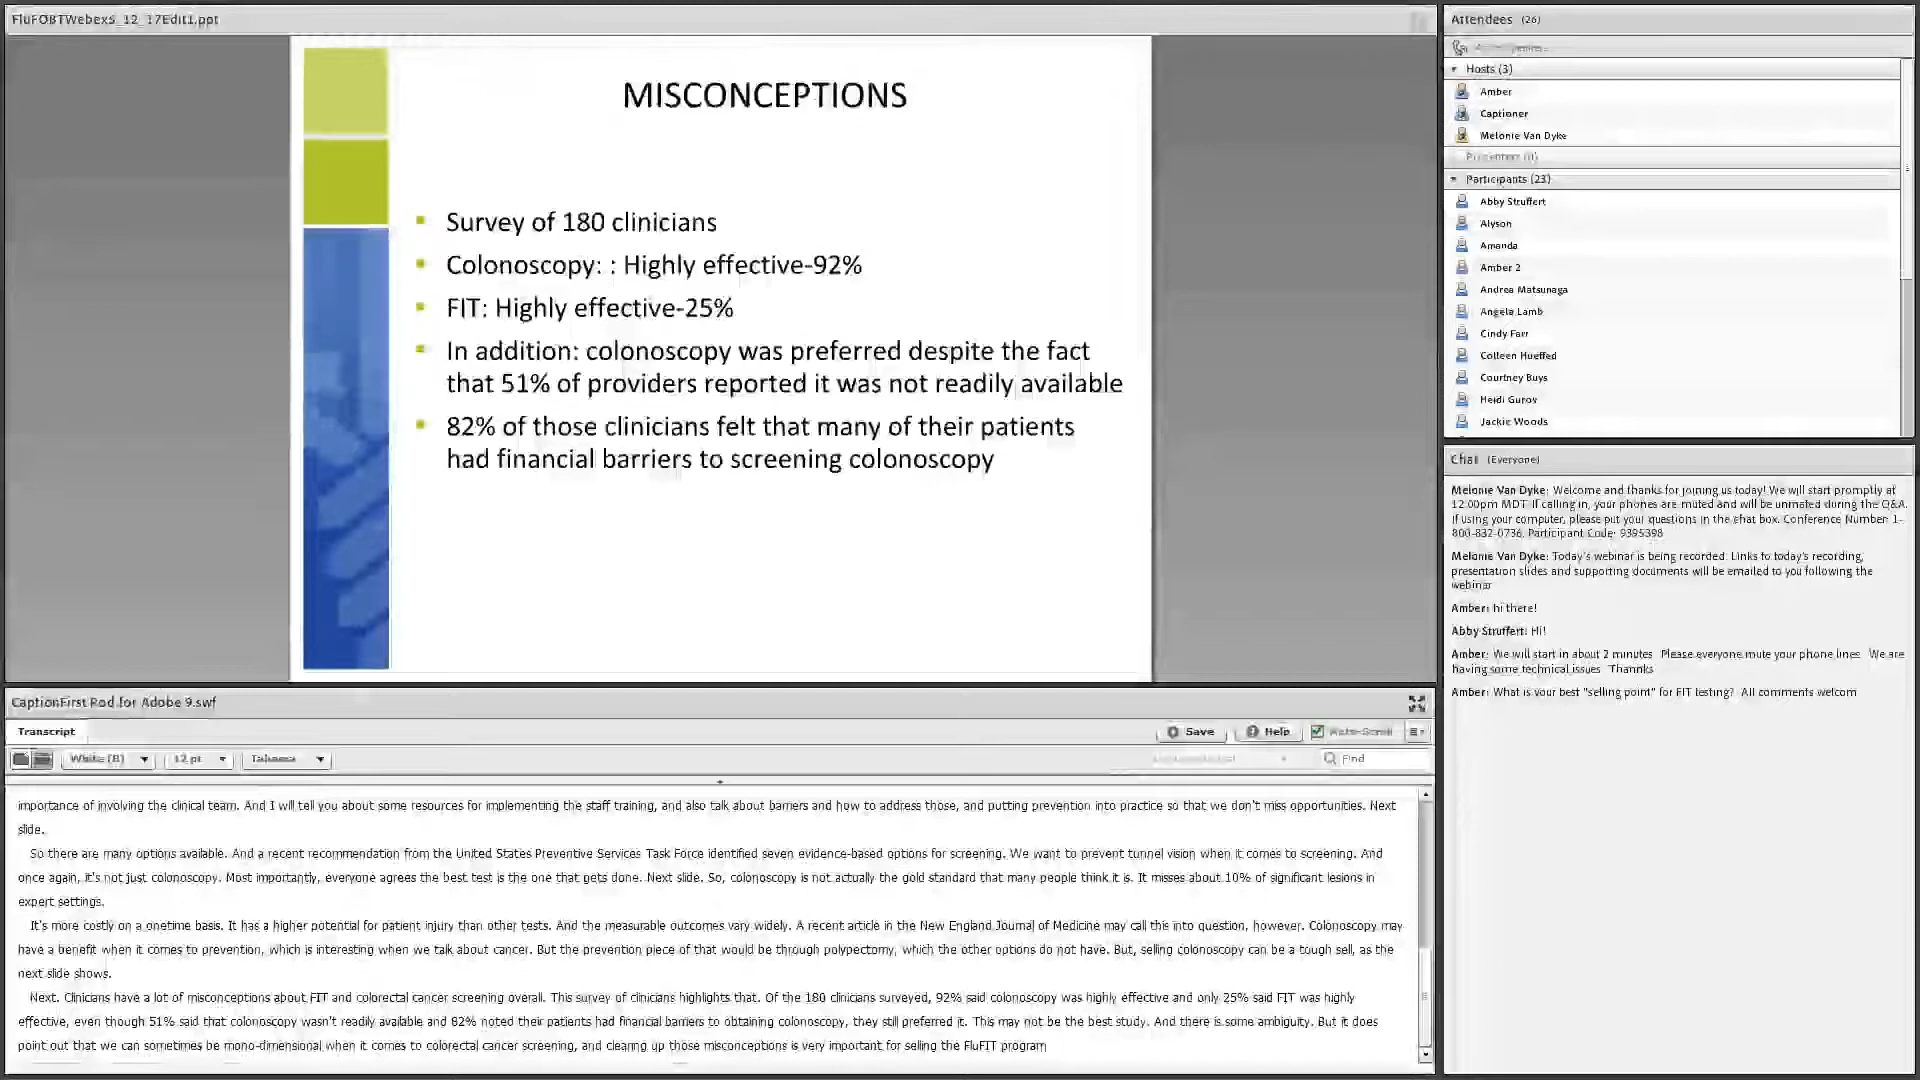 FluFOBTWebex5_12_17Edit1.ppt
MISCONCEPTIONS
Survey of 180 clinicians
Colonoscopy: : Highly effective-92%
FIT: Highly effective-25%
In addition: colonoscopy was preferred despite the fact
that 51% of providers reported it was not readily available
82% of those clinicians felt that many of their patients
had financial barriers to screening colonoscopy
Attendees (26)
Hosts (3)
Amber
Captioner
Melonie Van Dyke
Presenters (0)
Participants (23)
Abby Struffert
Alyson
Amanda
Amber 2
Andrea Matsunaga
Angela Lamb
Cindy Farr
Colleen Hueffed
Courtney Buys
Heidi Gurov
Jackie Woods
Chat (Everyone)
Melonie Van Dyke: Welcome and thanks for joining us today! We will start promptly at
12:00pm MDT. If calling in, your phones are muted and will be unmated during the Q&A.
If using your computer, please put your questions in the chat box. Conference Number: 1-
800-832-0736, Participant Code: 9395398
Melonie Van Dyke: Today's webinar is being recorded. Links to today's recording,
presentation slides and supporting documents will be emailed to you following the
webinar
Amber: hi there!
Abby Struffert: Hi!
Amber: We will start in about 2 minutes Please everyone mute your phone lines We are
having some technical issues Thannks
Amber: What is your best "selling point" for FIT testing? All comments welcom
CaptionFirst Pod for Adobe 9.swf
Transcript
Save
Help
Auto-Scroll
White (B)
12 pt
Tahoma
Find
importance of involving the clinical team. And I will tell you about some resources for implementing the staff training, and also talk about barriers and how to address those, and putting prevention into practice so that we don't miss opportunities. Next
slide.
So there are many options available. And a recent recommendation from the United States Preventive Services Task Force identified seven evidence-based options for screening. We want to prevent tunnel vision when it comes to screening. And
once again, it's not just colonoscopy. Most importantly, everyone agrees the best test is the one that gets done. Next slide. So, colonoscopy is not actually the gold standard that many people think it is. It misses about 10% of significant lesions in
expert settings.
It's more costly on a onetime basis. It has a higher potential for patient injury than other tests. And the measurable outcomes vary widely. A recent article in the New England Journal of Medicine may call this into question, however. Colonoscopy may
have a benefit when it comes to prevention, which is interesting when we talk about cancer. But the prevention piece of that would be through polypectomy, which the other options do not have. But, selling colonoscopy can be a tough sell, as the
next slide shows.
Next. Clinicians have a lot of misconceptions about FIT and colorectal cancer screening overall. This survey of clinicians highlights that. Of the 180 clinicians surveyed, 92% said colonoscopy was highly effective and only 25% said FIT was highly
effective, even though 51% said that colonoscopy wasn't readily available and 82% noted their patients had financial barriers to obtaining colonoscopy, they still preferred it. This may not be the best study. And there is some ambiguity. But it does
point out that we can sometimes be mono-dimensional when it comes to colorectal cancer screening, and clearing up those misconceptions is very important for selling the FluFIT program